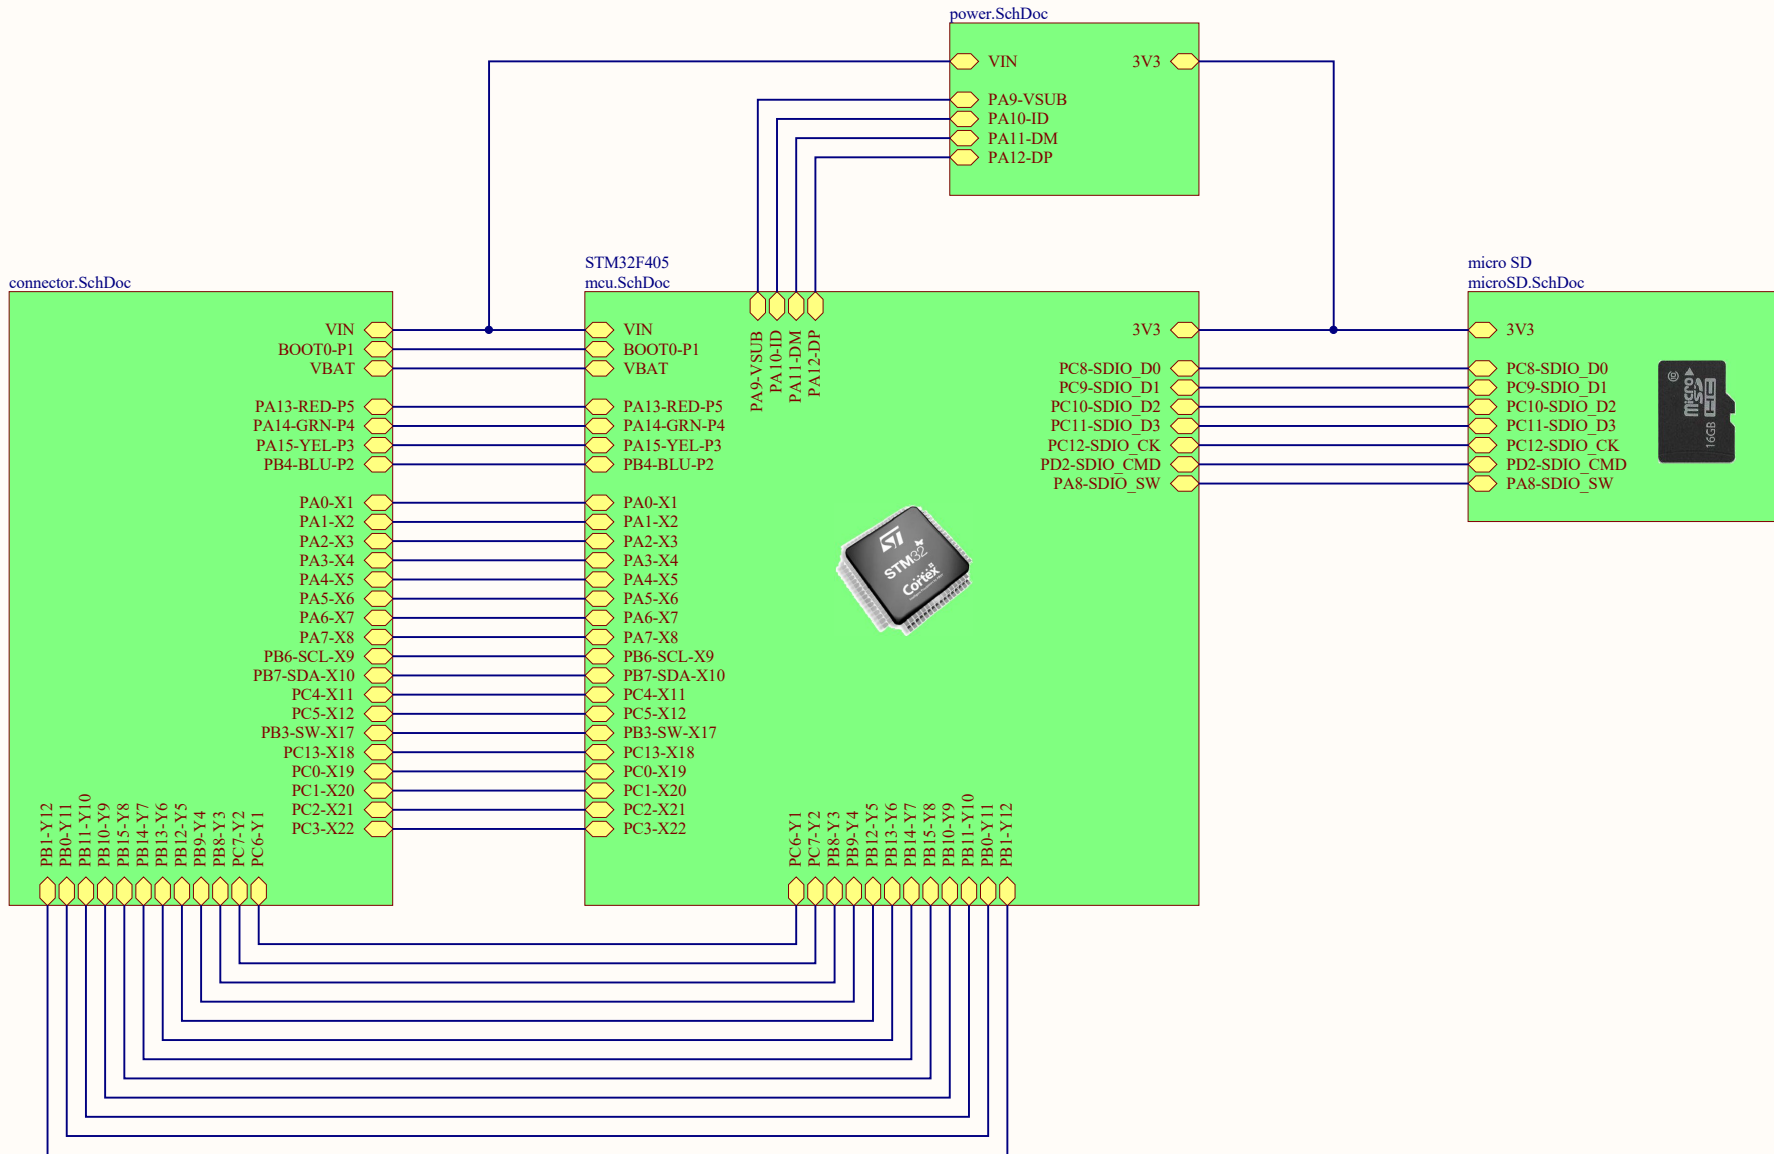 power.SchDoc
VIN
3V3
PA9-VSUB
PA10-ID
PA11-DM
PA12-DP
connector.SchDoc
VIN
BOOT0-P1
VBAT
PA13-RED-P5
PA14-GRN-P4
PA15-YEL-P3
PB4-BLU-P2
PA0-X1
PA1-X2
PA2-X3
PA3-X4
PA4-X5
PA5-X6
PA6-X7
PA7-X8
PB6-SCL-X9
PB7-SDA-X10
PC4-X11
PC5-X12
PB3-SW-X17
PC13-X18
PC0-X19
PC1-X20
PC2-X21
PC3-X22
PB1-Y12
PB0-Y11
PB11-Y10
PB10-Y9
PB15-Y8
PB14-Y7
PB13-Y6
PB12-Y5
PB9-Y4
PB8-Y3
PC7-Y2
PC6-Y1
STM32F405
mcu.SchDoc
PA9-VSUB
PA10-ID
PA11-DM
PA12-DP
VIN
BOOT0-P1
VBAT
PA13-RED-P5
PA14-GRN-P4
PA15-YEL-P3
PB4-BLU-P2
PA0-X1
PA1-X2
PA2-X3
PA3-X4
PA4-X5
PA5-X6
PA6-X7
PA7-X8
PB6-SCL-X9
PB7-SDA-X10
PC4-X11
PC5-X12
PB3-SW-X17
PC13-X18
PC0-X19
PC1-X20
PC2-X21
PC3-X22
ST
STM32
Cortex
3V3
PC8-SDIO_D0
PC9-SDIO_D1
PC10-SDIO_D2
PC11-SDIO_D3
PC12-SDIO_CK
PD2-SDIO_CMD
PA8-SDIO_SW
PC6-Y1
PC7-Y2
PB8-Y3
PB9-Y4
PB12-Y5
PB13-Y6
PB14-Y7
PB15-Y8
PB10-Y9
PB11-Y10
PB0-Y11
PB1-Y12
micro SD
microSD.SchDoc
3V3
PC8-SDIO_D0
PC9-SDIO_D1
PC10-SDIO_D2
PC11-SDIO_D3
PC12-SDIO_CK
PD2-SDIO_CMD
PA8-SDIO_SW
micro
SD
HC
16GB